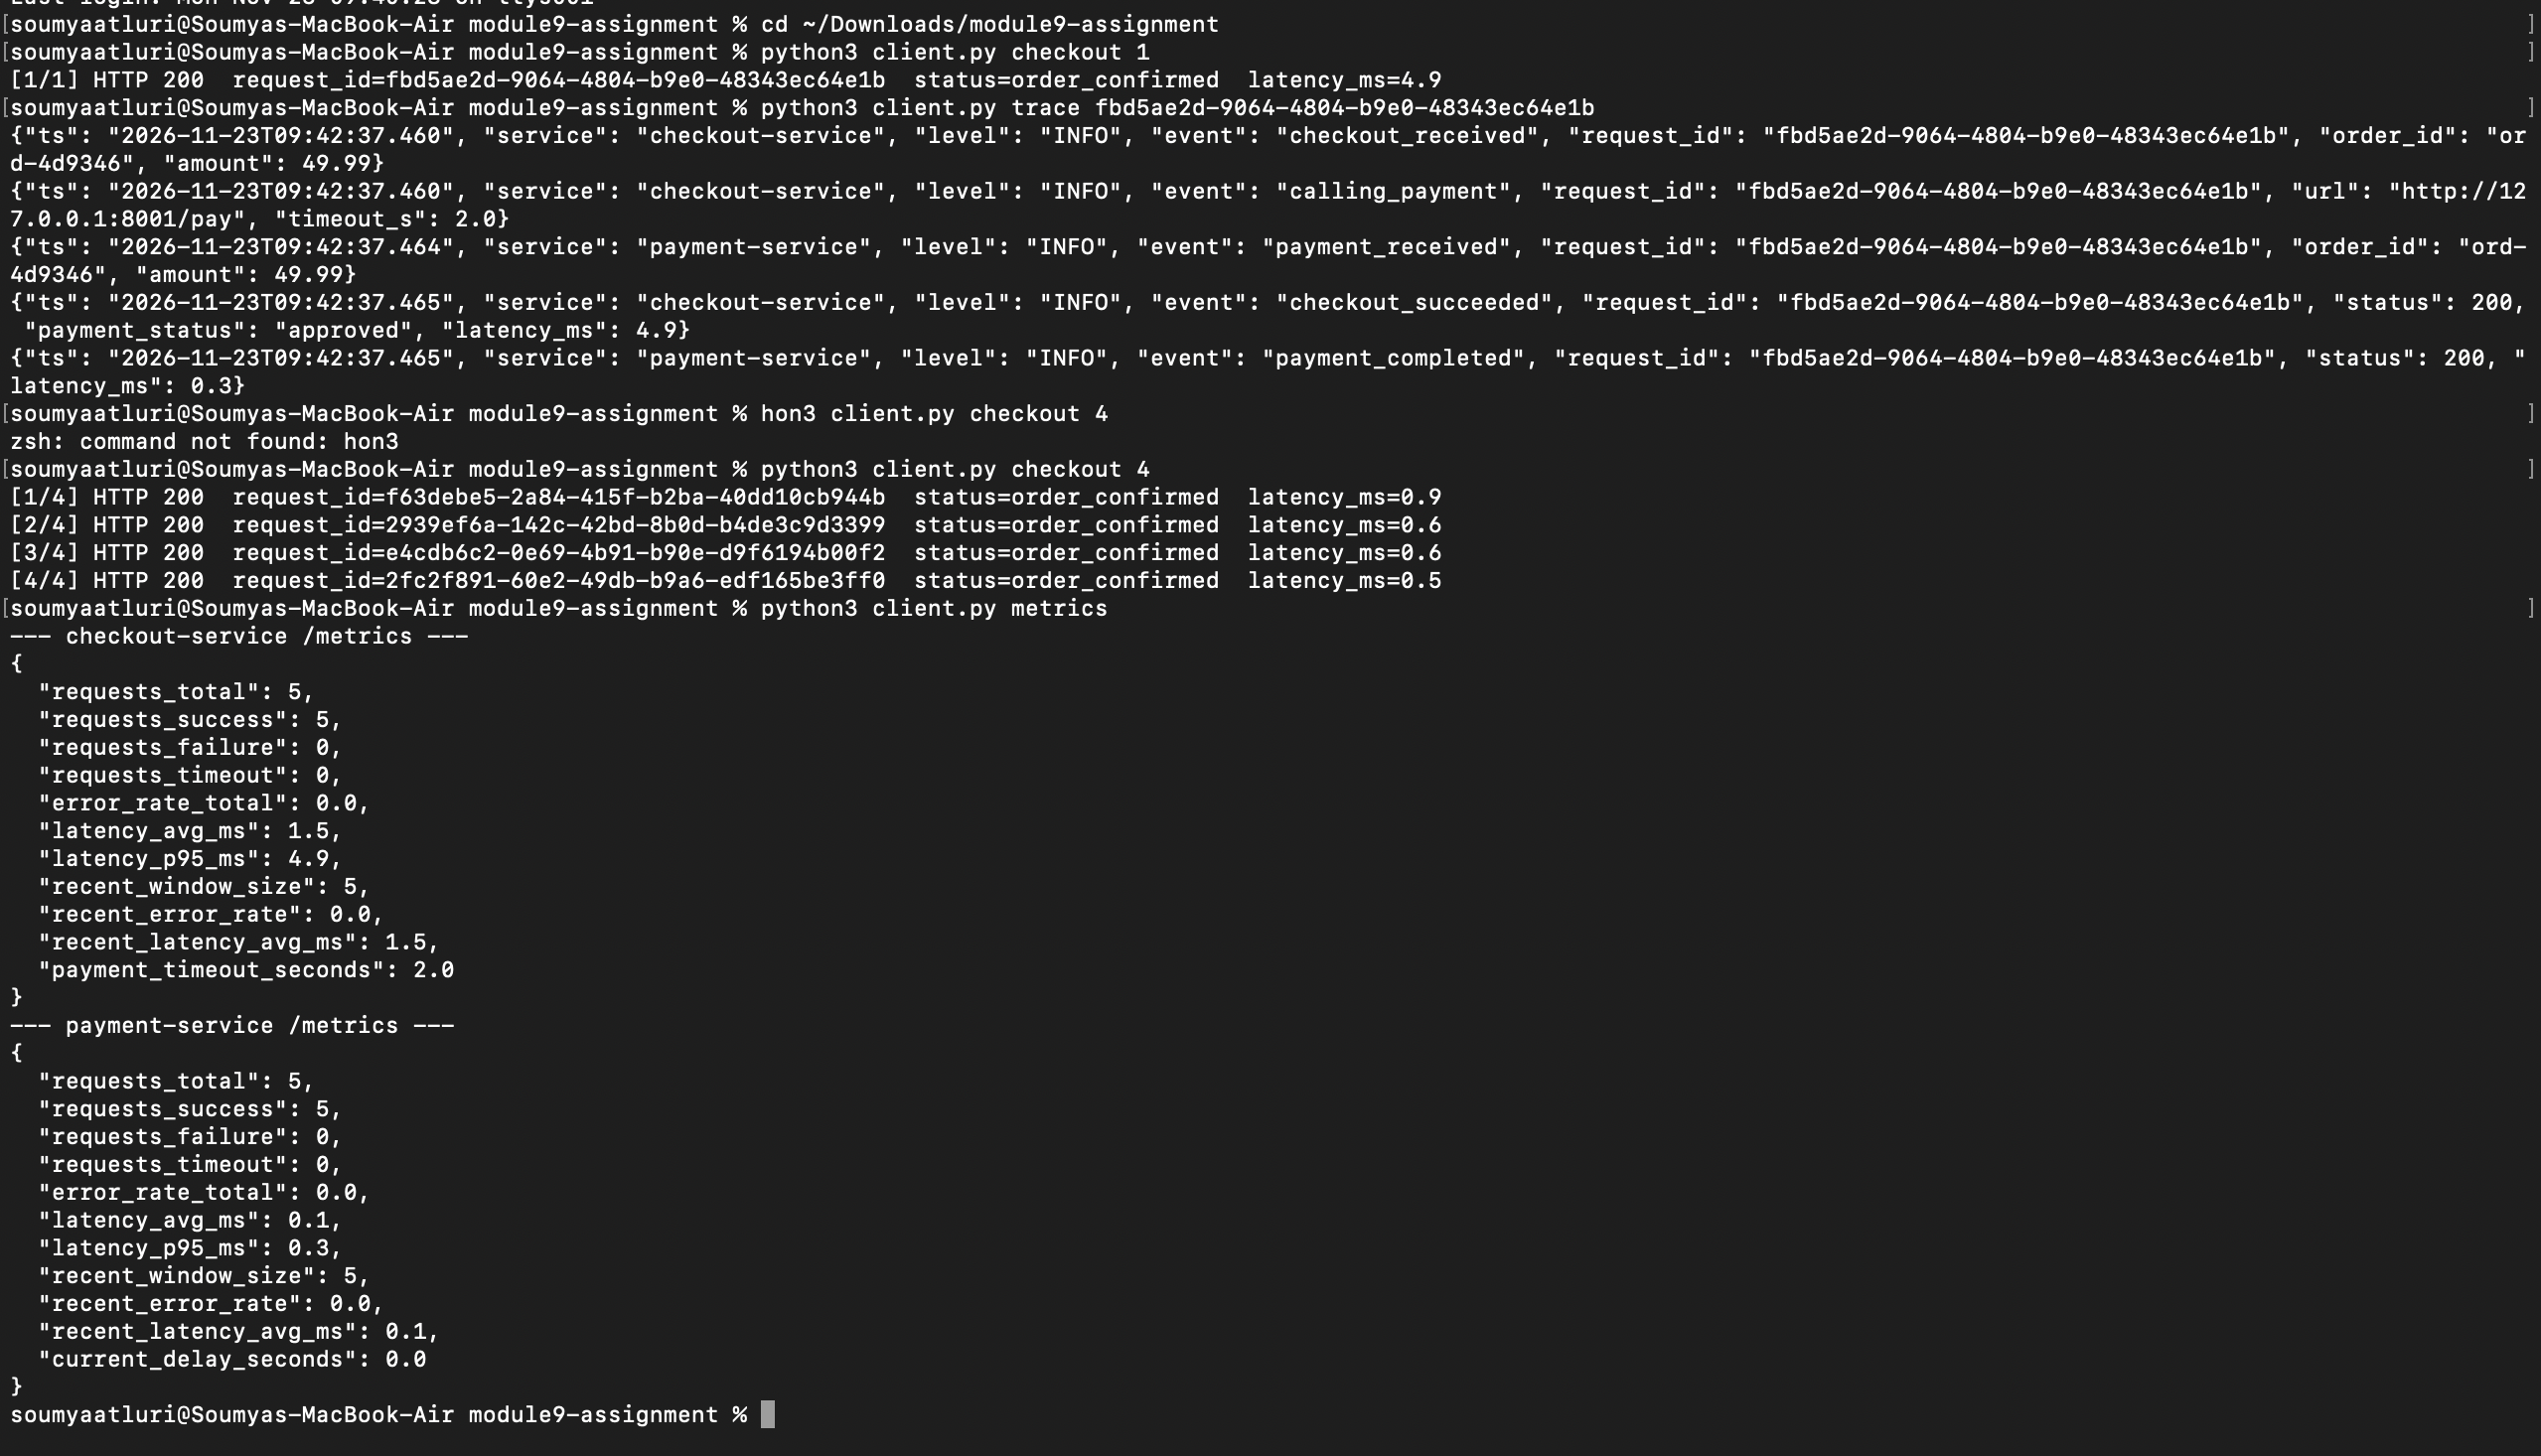 [soumyaatluri@Soumyas-MacBook-Air module9-assignment % cd ~/Downloads/module9-assignment ]
[soumyaatluri@Soumyas-MacBook-Air module9-assignment % python3 client.py checkout 1 ]
[1/1] HTTP 200  request_id=fbd5ae2d-9064-4804-b9e0-48343ec64e1b  status=order_confirmed  latency_ms=4.9
[soumyaatluri@Soumyas-MacBook-Air module9-assignment % python3 client.py trace fbd5ae2d-9064-4804-b9e0-48343ec64e1b ]
{"ts": "2026-11-23T09:42:37.460", "service": "checkout-service", "level": "INFO", "event": "checkout_received", "request_id": "fbd5ae2d-9064-4804-b9e0-48343ec64e1b", "order_id": "or
d-4d9346", "amount": 49.99}
{"ts": "2026-11-23T09:42:37.460", "service": "checkout-service", "level": "INFO", "event": "calling_payment", "request_id": "fbd5ae2d-9064-4804-b9e0-48343ec64e1b", "url": "http://12
7.0.0.1:8001/pay", "timeout_s": 2.0}
{"ts": "2026-11-23T09:42:37.464", "service": "payment-service", "level": "INFO", "event": "payment_received", "request_id": "fbd5ae2d-9064-4804-b9e0-48343ec64e1b", "order_id": "ord-
4d9346", "amount": 49.99}
{"ts": "2026-11-23T09:42:37.465", "service": "checkout-service", "level": "INFO", "event": "checkout_succeeded", "request_id": "fbd5ae2d-9064-4804-b9e0-48343ec64e1b", "status": 200,
 "payment_status": "approved", "latency_ms": 4.9}
{"ts": "2026-11-23T09:42:37.465", "service": "payment-service", "level": "INFO", "event": "payment_completed", "request_id": "fbd5ae2d-9064-4804-b9e0-48343ec64e1b", "status": 200, "
latency_ms": 0.3}
[soumyaatluri@Soumyas-MacBook-Air module9-assignment % hon3 client.py checkout 4 ]
zsh: command not found: hon3
[soumyaatluri@Soumyas-MacBook-Air module9-assignment % python3 client.py checkout 4 ]
[1/4] HTTP 200  request_id=f63debe5-2a84-415f-b2ba-40dd10cb944b  status=order_confirmed  latency_ms=0.9
[2/4] HTTP 200  request_id=2939ef6a-142c-42bd-8b0d-b4de3c9d3399  status=order_confirmed  latency_ms=0.6
[3/4] HTTP 200  request_id=e4cdb6c2-0e69-4b91-b90e-d9f6194b00f2  status=order_confirmed  latency_ms=0.6
[4/4] HTTP 200  request_id=2fc2f891-60e2-49db-b9a6-edf165be3ff0  status=order_confirmed  latency_ms=0.5
[soumyaatluri@Soumyas-MacBook-Air module9-assignment % python3 client.py metrics ]
--- checkout-service /metrics ---
{
  "requests_total": 5,
  "requests_success": 5,
  "requests_failure": 0,
  "requests_timeout": 0,
  "error_rate_total": 0.0,
  "latency_avg_ms": 1.5,
  "latency_p95_ms": 4.9,
  "recent_window_size": 5,
  "recent_error_rate": 0.0,
  "recent_latency_avg_ms": 1.5,
  "payment_timeout_seconds": 2.0
}
--- payment-service /metrics ---
{
  "requests_total": 5,
  "requests_success": 5,
  "requests_failure": 0,
  "requests_timeout": 0,
  "error_rate_total": 0.0,
  "latency_avg_ms": 0.1,
  "latency_p95_ms": 0.3,
  "recent_window_size": 5,
  "recent_error_rate": 0.0,
  "recent_latency_avg_ms": 0.1,
  "current_delay_seconds": 0.0
}
soumyaatluri@Soumyas-MacBook-Air module9-assignment %